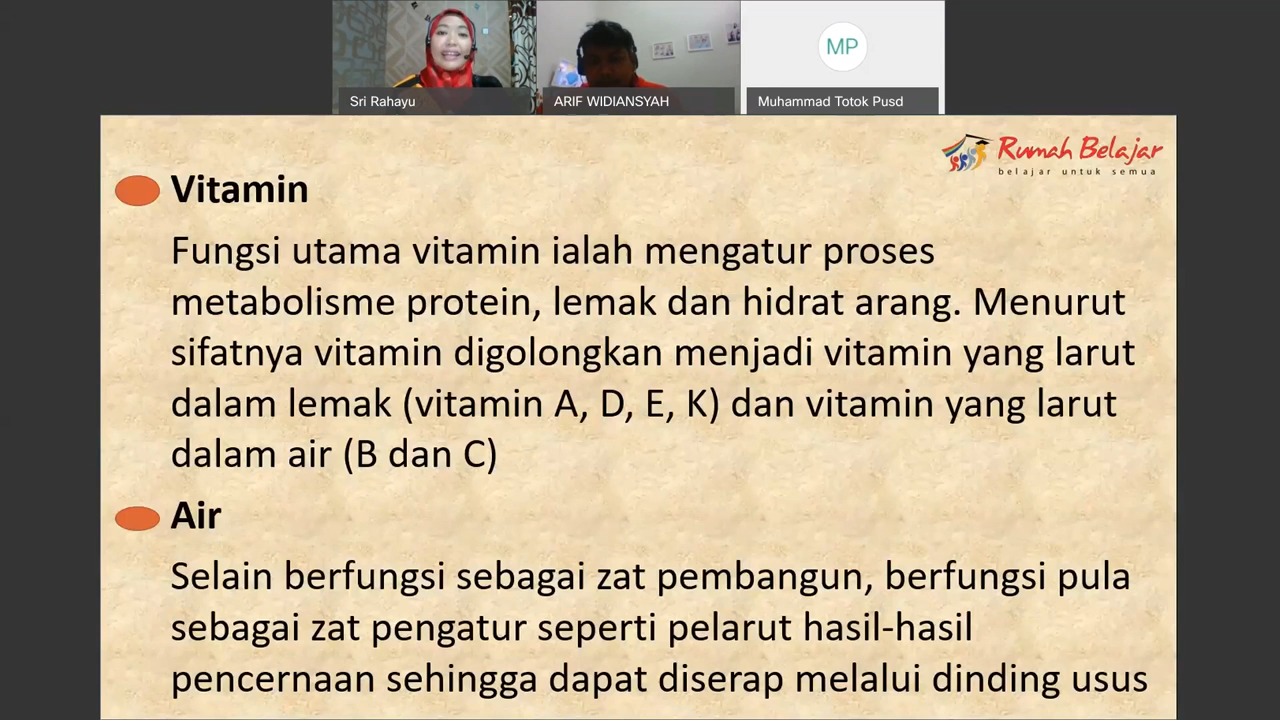 Sri Rahayu
ARIF WIDIANSYAH
MP
Muhammad Totok Pusd
Rumah Belajar
belajar untuk semua
Vitamin
Fungsi utama vitamin ialah mengatur proses
metabolisme protein, lemak dan hidrat arang. Menurut
sifatnya vitamin digolongkan menjadi vitamin yang larut
dalam lemak (vitamin A, D, E, K) dan vitamin yang larut
dalam air (B dan C)
Air
Selain berfungsi sebagai zat pembangun, berfungsi pula
sebagai zat pengatur seperti pelarut hasil-hasil
pencernaan sehingga dapat diserap melalui dinding usus